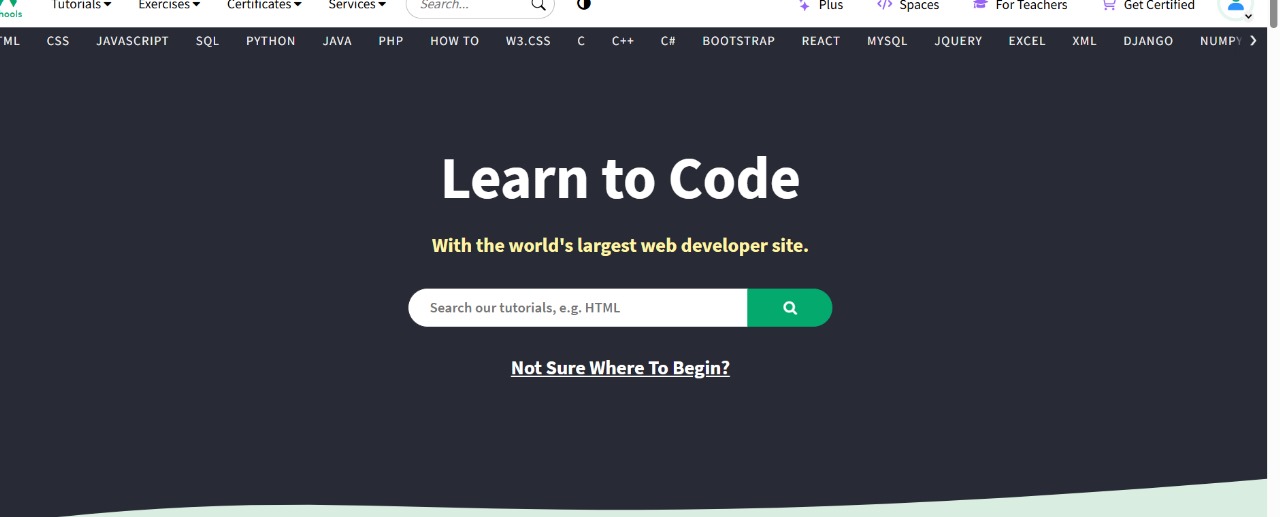 hools Tutorials Exercises Certificates Services Search... Plus Spaces For Teachers Get Certified
TML CSS JAVASCRIPT SQL PYTHON JAVA PHP HOW TO W3.CSS C C++ C# BOOTSTRAP REACT MYSQL JQUERY EXCEL XML DJANGO NUMPY
Learn to Code
With the world's largest web developer site.
Search our tutorials, e.g. HTML
Not Sure Where To Begin?